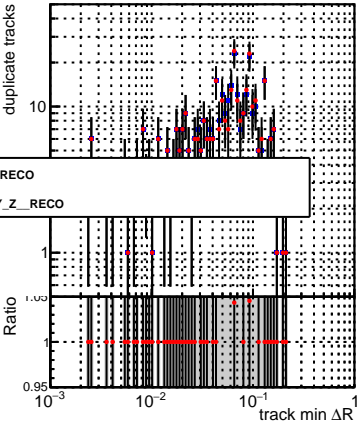 duplicate tracks
10
RECO
_Z__RECO
1
Ratio
1.05
1
0.95
10⁻³
10⁻²
10⁻¹
1
track min ΔR